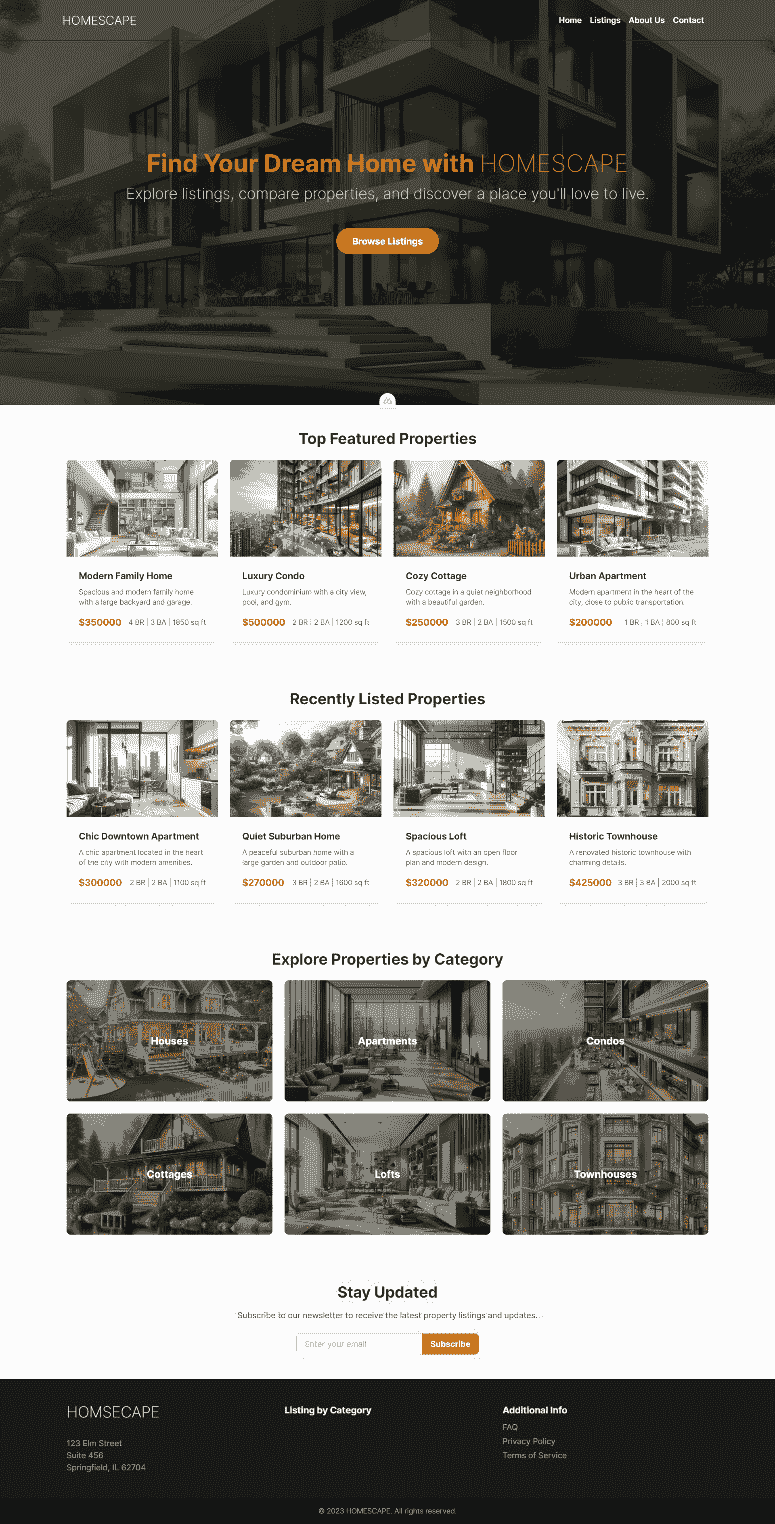 HOMESCAPE
Home Listings About Us Contact
Find Your Dream Home with HOMESCAPE
Explore listings, compare properties, and discover a place you'll love to live.
Browse Listings
Top Featured Properties
Modern Family Home
Spacious and modern family home
with a large backyard and garage.
$350000 4 BR | 3 BA | 1850 sq ft
Luxury Condo
Luxury condominium with a city view,
pool, and gym.
$500000 2 BR | 2 BA | 1200 sq ft
Cozy Cottage
Cozy cottage in a quiet neighborhood
with a beautiful garden.
$250000 3 BR | 2 BA | 1500 sq ft
Urban Apartment
Modern apartment in the heart of the
city, close to public transportation.
$200000 1 BR | 1 BA | 800 sq ft
Recently Listed Properties
Chic Downtown Apartment
A chic apartment located in the heart
of the city with modern amenities.
$300000 2 BR | 2 BA | 1100 sq ft
Quiet Suburban Home
A peaceful suburban home with a
large garden and outdoor patio.
$270000 3 BR | 2 BA | 1600 sq ft
Spacious Loft
A spacious loft with an open floor
plan and modern design.
$320000 2 BR | 2 BA | 1800 sq ft
Historic Townhouse
A renovated historic townhouse with
charming details.
$425000 3 BR | 3 BA | 2000 sq ft
Explore Properties by Category
Houses
Apartments
Condos
Cottages
Lofts
Townhouses
Stay Updated
Subscribe to our newsletter to receive the latest property listings and updates.
Enter your email
Subscribe
HOMSECAPE
123 Elm Street
Suite 456
Springfield, IL 62704
Listing by Category
Additional Info
FAQ
Privacy Policy
Terms of Service
© 2023 HOMESCAPE. All rights reserved.